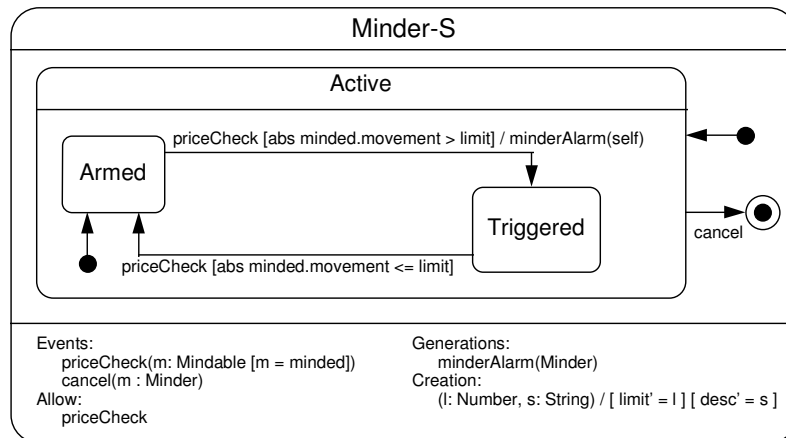 Minder-S
Active
priceCheck [abs minded.movement > limit] / minderAlarm(self)
Armed
Triggered
cancel
priceCheck [abs minded.movement <= limit]
Events:
priceCheck(m: Mindable [m = minded])
cancel(m : Minder)
Allow:
priceCheck
Generations:
minderAlarm(Minder)
Creation:
(l: Number, s: String) / [ limit' = l ] [ desc' = s ]